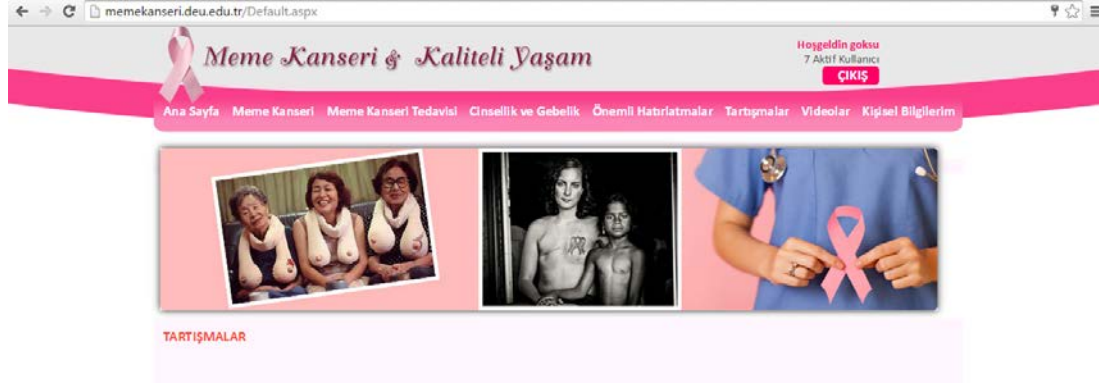 memekanseri.deu.edu.tr/Default.aspx
Meme Kanseri & Kaliteli Yaşam
Hoşgeldin goksu
7 Aktif Kullanıcı
ÇIKIŞ
Ana Sayfa Meme Kanseri Meme Kanseri Tedavisi Cinsellik ve Gebelik Önemli Hatırlatmalar Tartışmalar Videolar Kişisel Bilgilerim
TARTIŞMALAR